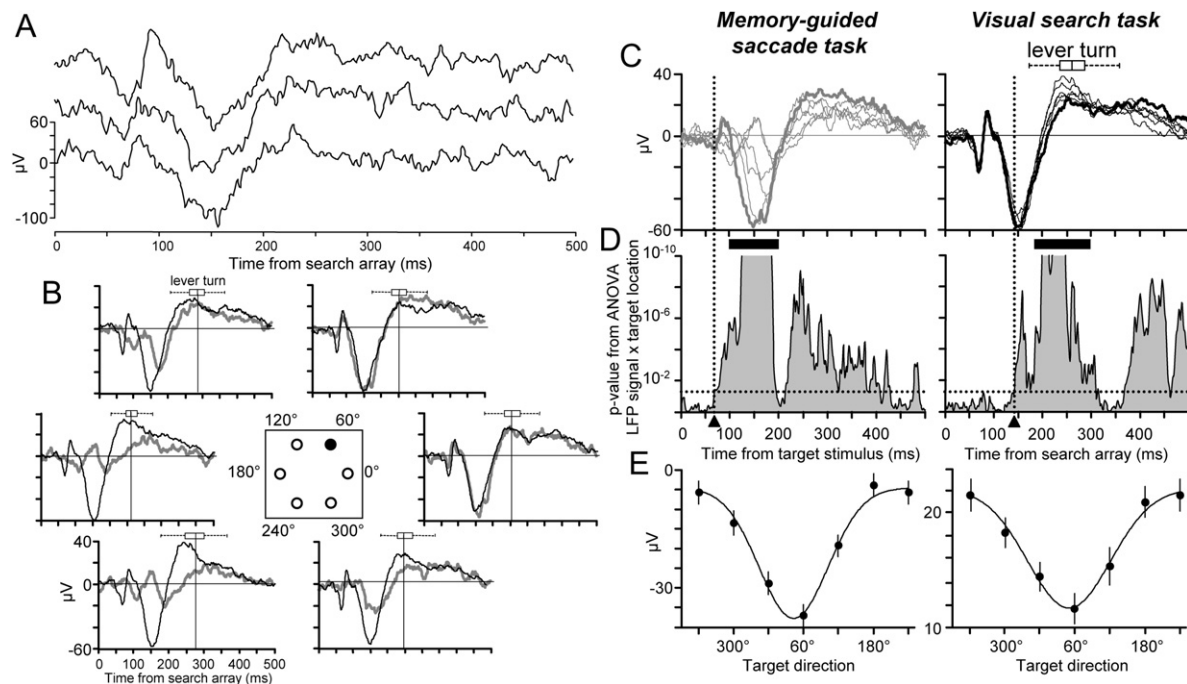 A
60
μV
0
-100
0 100 200 300 400 500
Time from search array (ms)
B
lever turn
120° 60°
180° 0°
240° 300°
40
μV
0
-60
0 100 200 300 400 500
Time from search array (ms)
Memory-guided
saccade task
Visual search task
C
lever turn
40
μV
0
-60
D
p-value from ANOVA
LFP signal x target location
10-10
10-6
10-2
0 100 200 300 400
Time from target stimulus (ms)
0 100 200 300 400
Time from search array (ms)
E
0
μV
-30
300° 60° 180°
Target direction
20
10
300° 60° 180°
Target direction